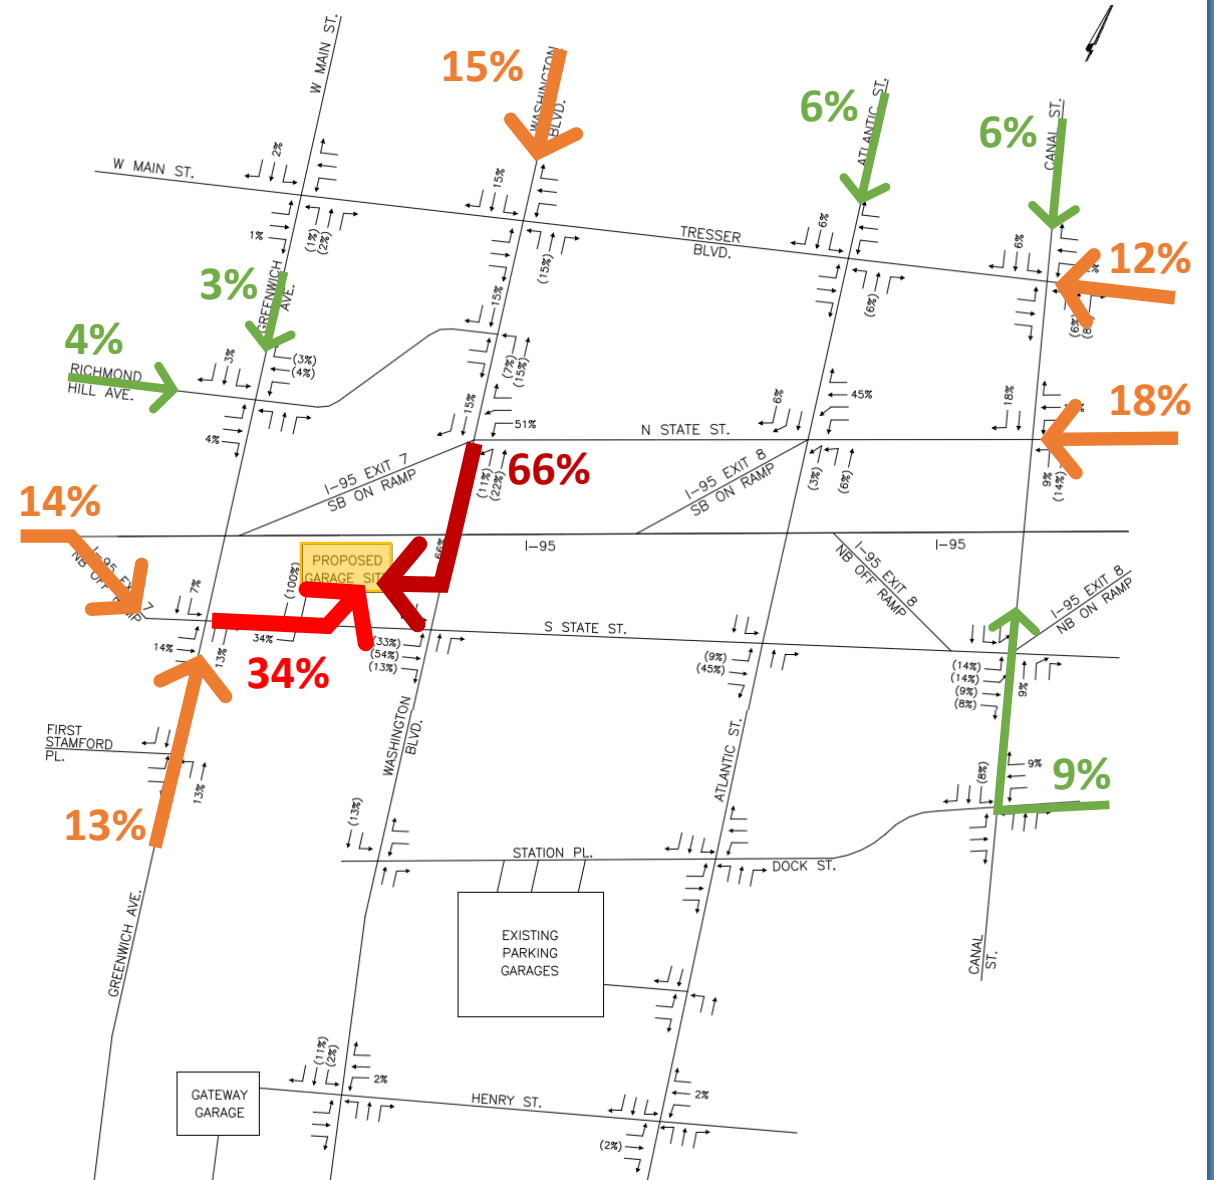 W MAIN ST.
WASHINGTON
BLVD.
15%
ATLANTIC ST.
6%
CANAL ST.
6%
W MAIN ST.
2%
15%
TRESSER
BLVD.
6%
6%
12%
1%
(1%)
(2%)
(15%)
(6%)
(6%)
GREENWICH
AVE.
3%
15%
4%
RICHMOND
HILL AVE.
3%
(3%)
(4%)
(7%)
(15%)
15%
51%
6%
45%
18%
18%
4%
N STATE ST.
I-95 EXIT 7
SB ON RAMP
(11%)
(22%)
66%
I-95 EXIT 8
SB ON RAMP
(3%)
(6%)
9%
(14%)
14%
I-95
I-95
66%
PROPOSED
GARAGE SITE
(100%)
I-95 EXIT 7
NB OFF RAMP
7%
I-95 EXIT 8
NB OFF RAMP
I-95 EXIT 8
NB ON RAMP
14%
13%
34%
34%
(33%)
(54%)
(13%)
S STATE ST.
(9%)
(45%)
(14%)
(14%)
(9%)
(8%)
9%
FIRST
STAMFORD
PL.
13%
13%
WASHINGTON
BLVD.
ATLANTIC ST.
(8%)
9%
9%
(13%)
STATION PL.
DOCK ST.
GREENWICH AVE.
EXISTING
PARKING
GARAGES
CANAL
ST.
(11%)
(2%)
2%
GATEWAY
GARAGE
HENRY ST.
2%
(2%)